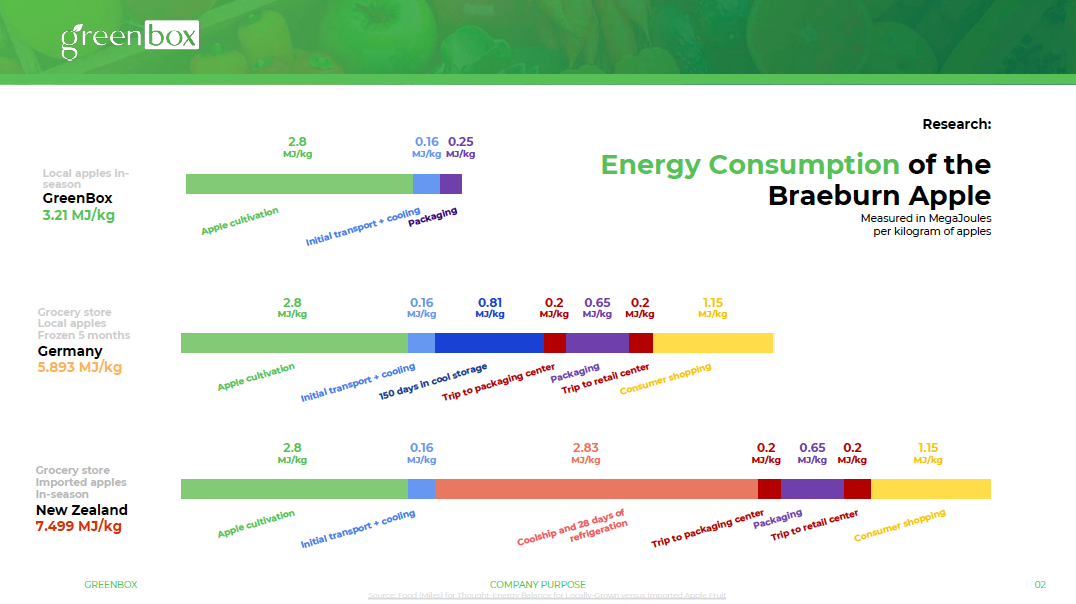 greenbox
Research:
Energy Consumption of the
Braeburn Apple
Measured in MegaJoules
per kilogram of apples
Local apples In-
season
GreenBox
3.21 MJ/kg
2.8
MJ/kg
0.16
MJ/kg
0.25
MJ/kg
Apple cultivation
Initial transport + cooling
Packaging
Grocery store
Local apples
Frozen 5 months
Germany
5.893 MJ/kg
2.8
MJ/kg
0.16
MJ/kg
0.81
MJ/kg
0.2
MJ/kg
0.65
MJ/kg
0.2
MJ/kg
1.15
MJ/kg
Apple cultivation
Initial transport + cooling
150 days in cool storage
Trip to packaging center
Packaging
Trip to retail center
Consumer shopping
Grocery store
Imported apples
In-season
New Zealand
7.499 MJ/kg
2.8
MJ/kg
0.16
MJ/kg
2.83
MJ/kg
0.2
MJ/kg
0.65
MJ/kg
0.2
MJ/kg
1.15
MJ/kg
Apple cultivation
Initial transport + cooling
Coolship and 28 days of
refrigeration
Trip to packaging center
Packaging
Trip to retail center
Consumer shopping
GREENBOX
COMPANY PURPOSE
02
Source: Food (Miles) for Thought-Energy Balance for Locally-Grown versus Imported Apple Fruit